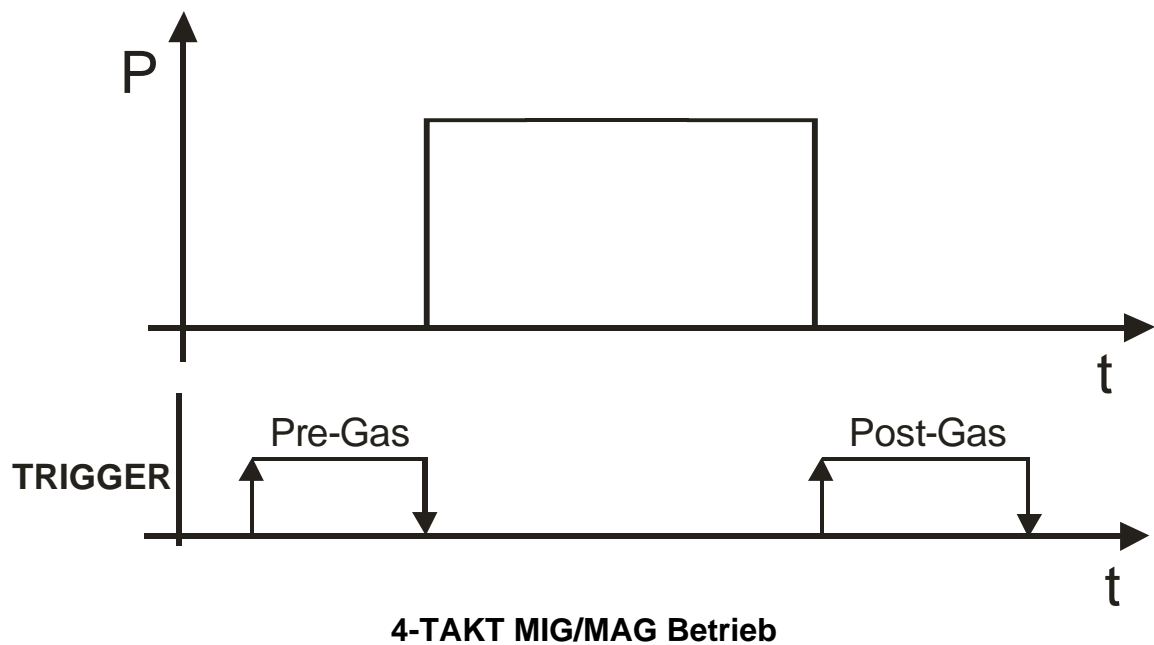 P
t
Pre-Gas
Post-Gas
TRIGGER
t
4-TAKT MIG/MAG Betrieb